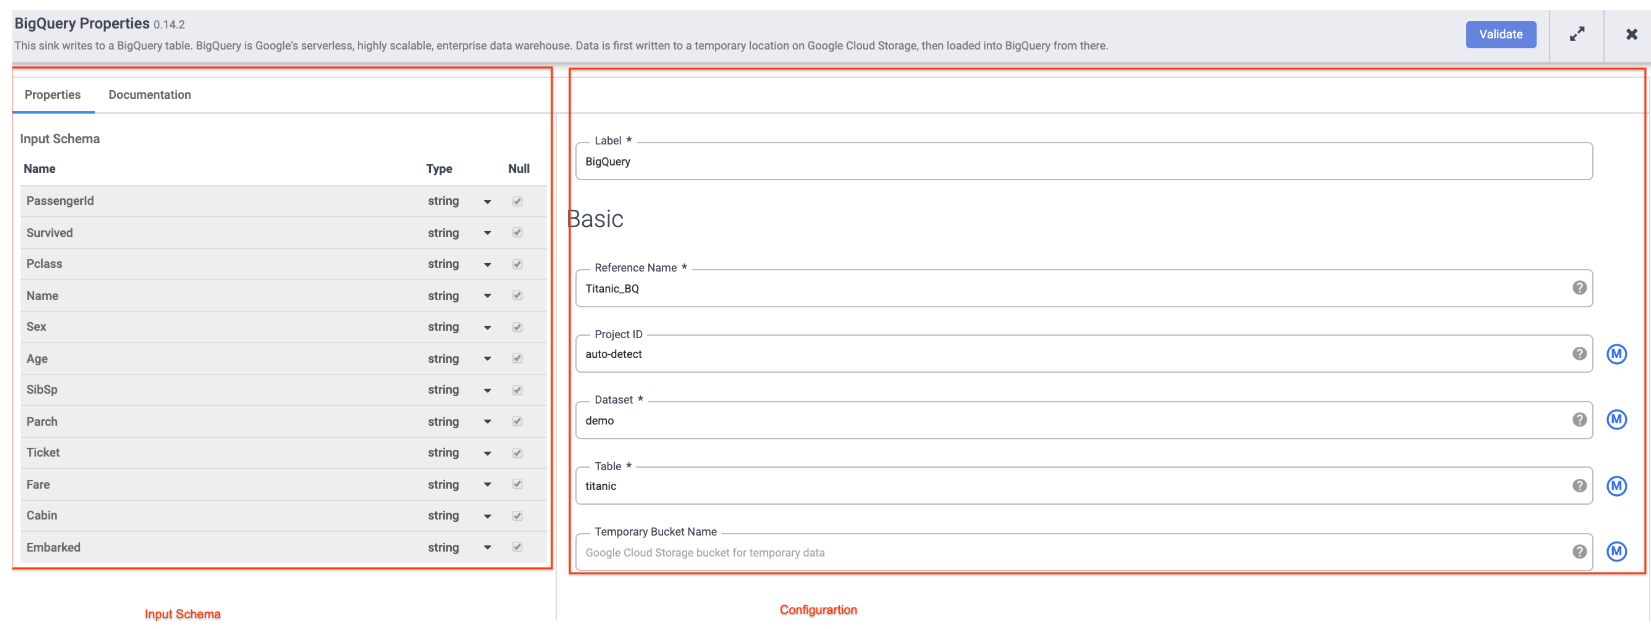 BigQuery Properties 0.14.2
This sink writes to a BigQuery table. BigQuery is Google's serverless, highly scalable, enterprise data warehouse. Data is first written to a temporary location on Google Cloud Storage, then loaded into BigQuery from there.
Validate
Properties Documentation
Input Schema
Name Type Null
PassengerId string
Survived string
Pclass string
Name string
Sex string
Age string
SibSp string
Parch string
Ticket string
Fare string
Cabin string
Embarked string
Input Schema
Label *
BigQuery
Basic
Reference Name *
Titanic_BQ ?
Project ID
auto-detect ? M
Dataset *
demo ? M
Table *
titanic ? M
Temporary Bucket Name
Google Cloud Storage bucket for temporary data ? M
Configurartion